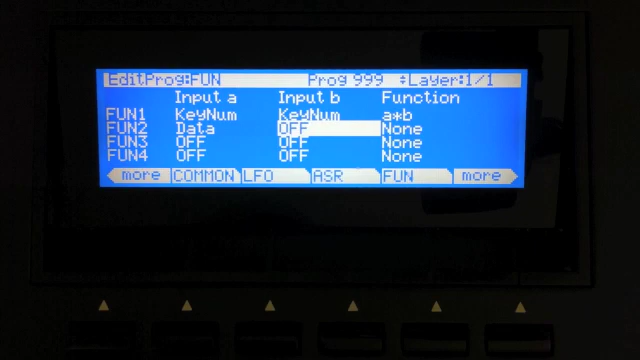 EditProg:FUN Prog 999 ÷Layer:1/1
Input a Input b Function
FUN1 KeyNum KeyNum a*b
FUN2 Data OFF None
FUN3 OFF OFF None
FUN4 OFF OFF None
more COMMON LFO ASR FUN more